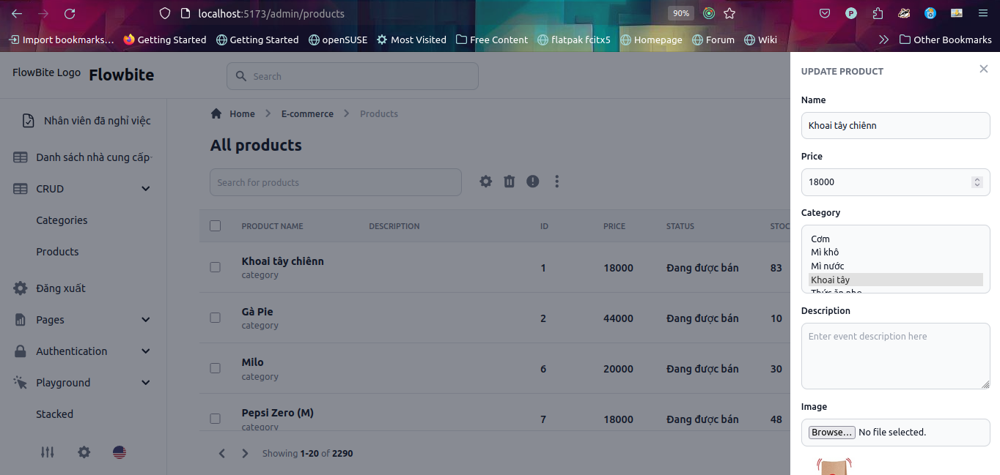 localhost:5173/admin/products
90%
P
Import bookmarks…
Getting Started
Getting Started
openSUSE
Most Visited
Free Content
flatpak fcitx5
Homepage
Forum
Wiki
Other Bookmarks
FlowBite Logo
Flowbite
Search
Nhân viên đã nghỉ việc
Danh sách nhà cung cấp
CRUD
Categories
Products
Đăng xuất
Pages
Authentication
Playground
Stacked
Home
E-commerce
Products
All products
Search for products
PRODUCT NAME DESCRIPTION ID PRICE STATUS STOC
Khoai tây chiênn 1 18000 Đang được bán 83
category
Gà Pie 2 44000 Đang được bán 10
category
Milo 6 20000 Đang được bán 30
category
Pepsi Zero (M) 7 18000 Đang được bán 48
category
Showing 1-20 of 2290
UPDATE PRODUCT
Name
Khoai tây chiênn
Price
18000
Category
Cơm
Mì khô
Mì nước
Khoai tây
Thức ăn nhẹ
Description
Enter event description here
Image
Browse… No file selected.